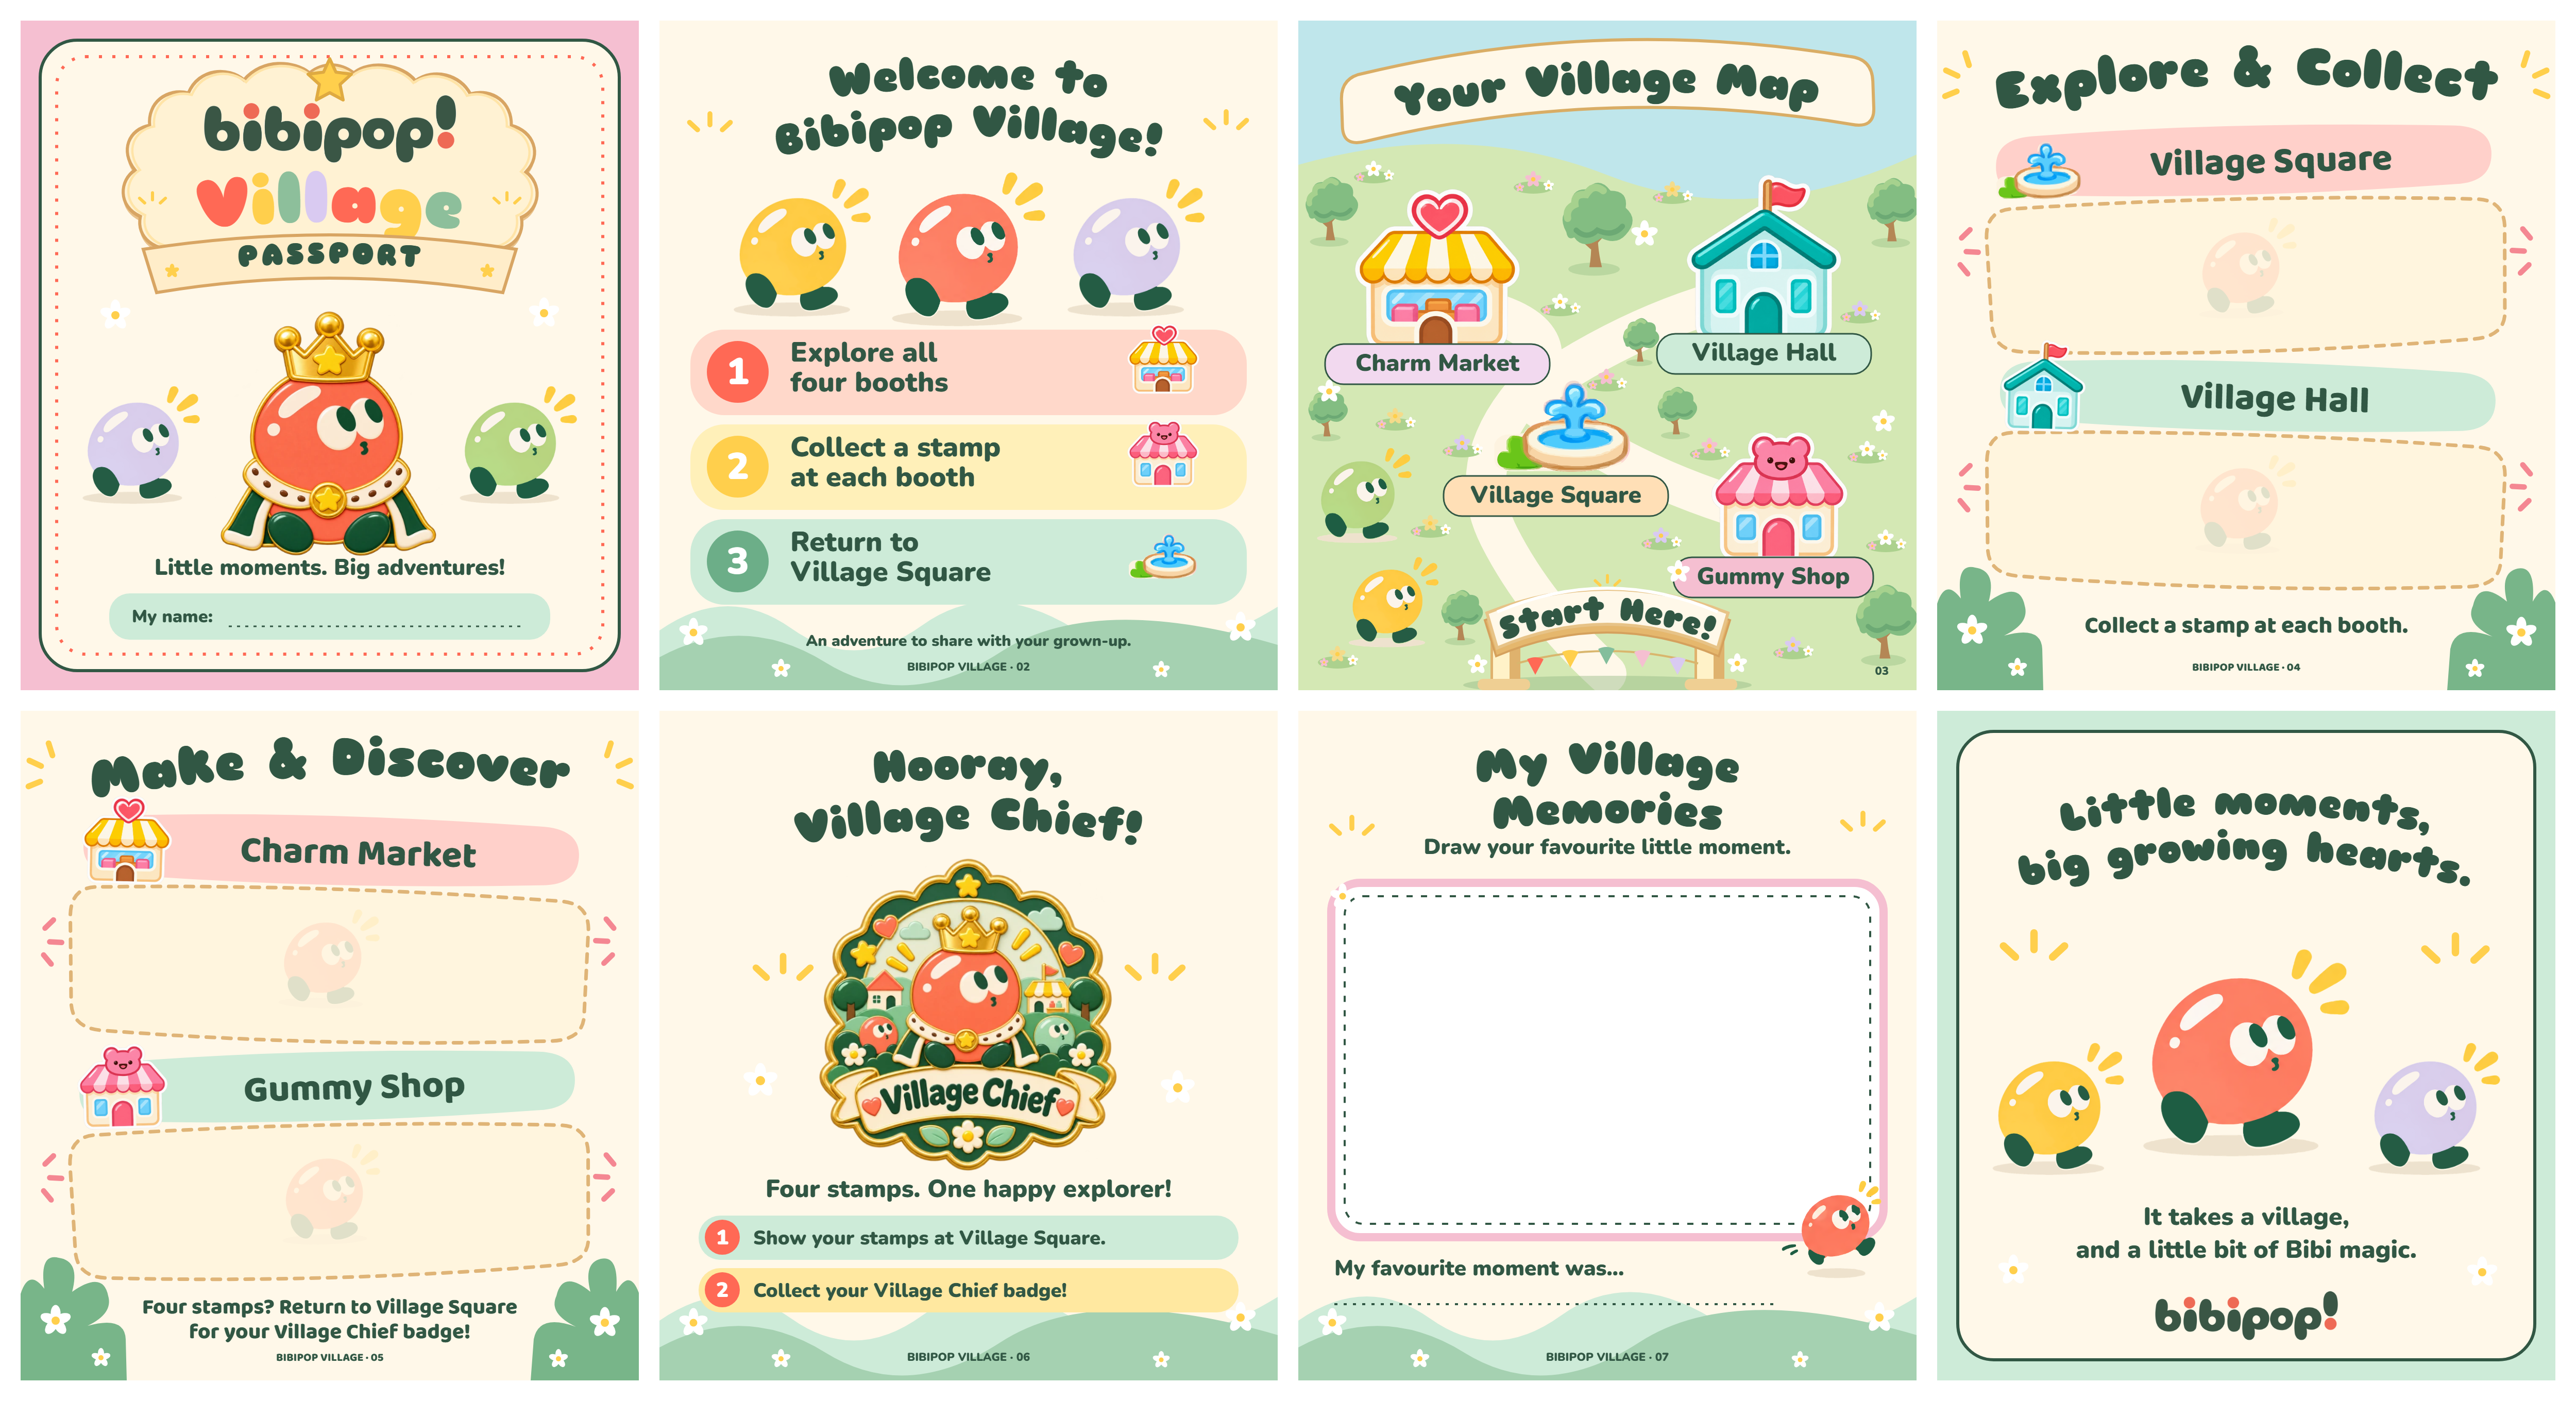 bibipop!
village
PASSPORT
Little moments. Big adventures!
My name:
Welcome to
Bibipop Village!
1
Explore all
four booths
2
Collect a stamp
at each booth
3
Return to
Village Square
An adventure to share with your grown-up.
BIBIPOP VILLAGE · 02
Your Village Map
Charm Market
Village Hall
Village Square
Gummy Shop
Start Here!
03
Explore & Collect
Village Square
Village Hall
Collect a stamp at each booth.
BIBIPOP VILLAGE · 04
Make & Discover
Charm Market
Gummy Shop
Four stamps? Return to Village Square
for your Village Chief badge!
BIBIPOP VILLAGE · 05
Hooray,
Village Chief!
Village Chief
Four stamps. One happy explorer!
1 Show your stamps at Village Square.
2 Collect your Village Chief badge!
BIBIPOP VILLAGE · 06
My Village
Memories
Draw your favourite little moment.
My favourite moment was...
BIBIPOP VILLAGE · 07
Little moments,
big growing hearts.
It takes a village,
and a little bit of Bibi magic.
bibipop!